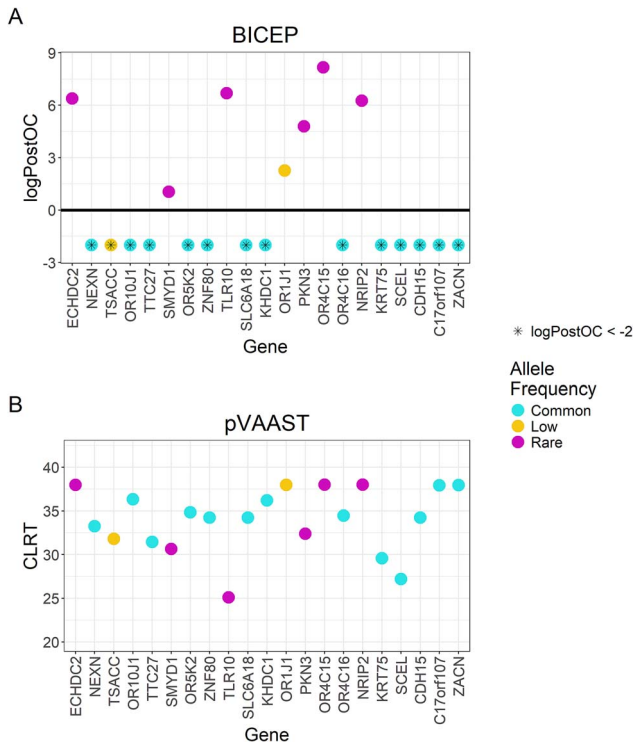 A
BICEP
logPostOC
9
6
3
0
-3
ECHDC2
NEXN
TSACC
OR10J1
TTC27
SMYD1
OR5K2
ZNF80
TLR10
SLC6A18
KHDC1
OR1J1
PKN3
OR4C15
OR4C16
NRIP2
KRT75
SCEL
CDH15
C17orf107
ZACN
Gene
logPostOC < -2
Allele
Frequency
Common
Low
Rare
B
pVAAST
CLRT
40
35
30
25
20
ECHDC2
NEXN
TSACC
OR10J1
TTC27
SMYD1
OR5K2
ZNF80
TLR10
SLC6A18
KHDC1
OR1J1
PKN3
OR4C15
OR4C16
NRIP2
KRT75
SCEL
CDH15
C17orf107
ZACN
Gene